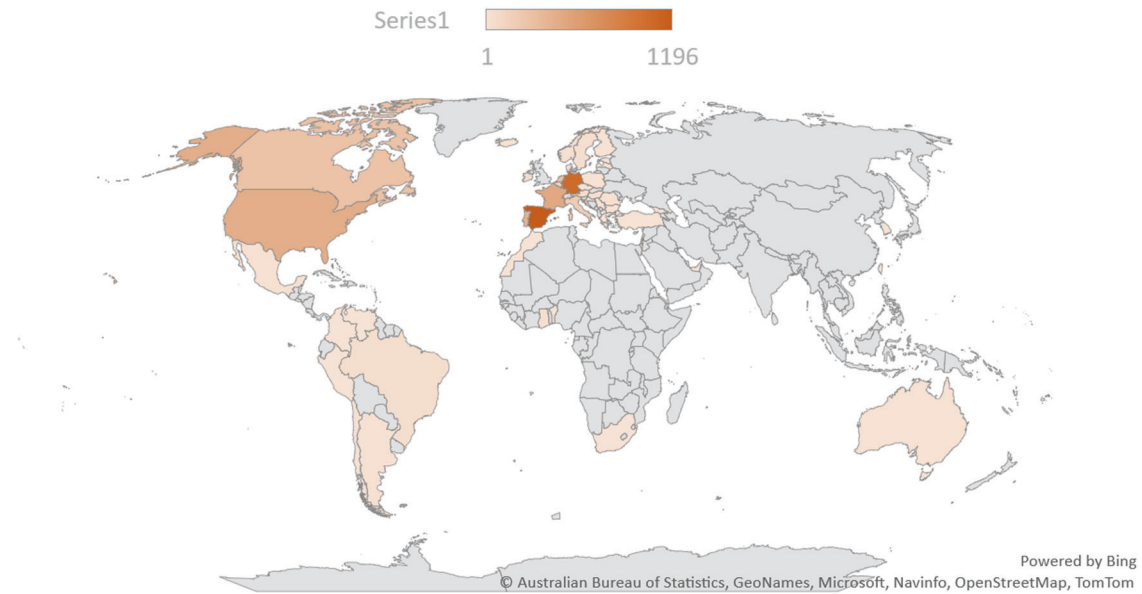 Series1
1 1196
Powered by Bing
© Australian Bureau of Statistics, GeoNames, Microsoft, Navinfo, OpenStreetMap, TomTom